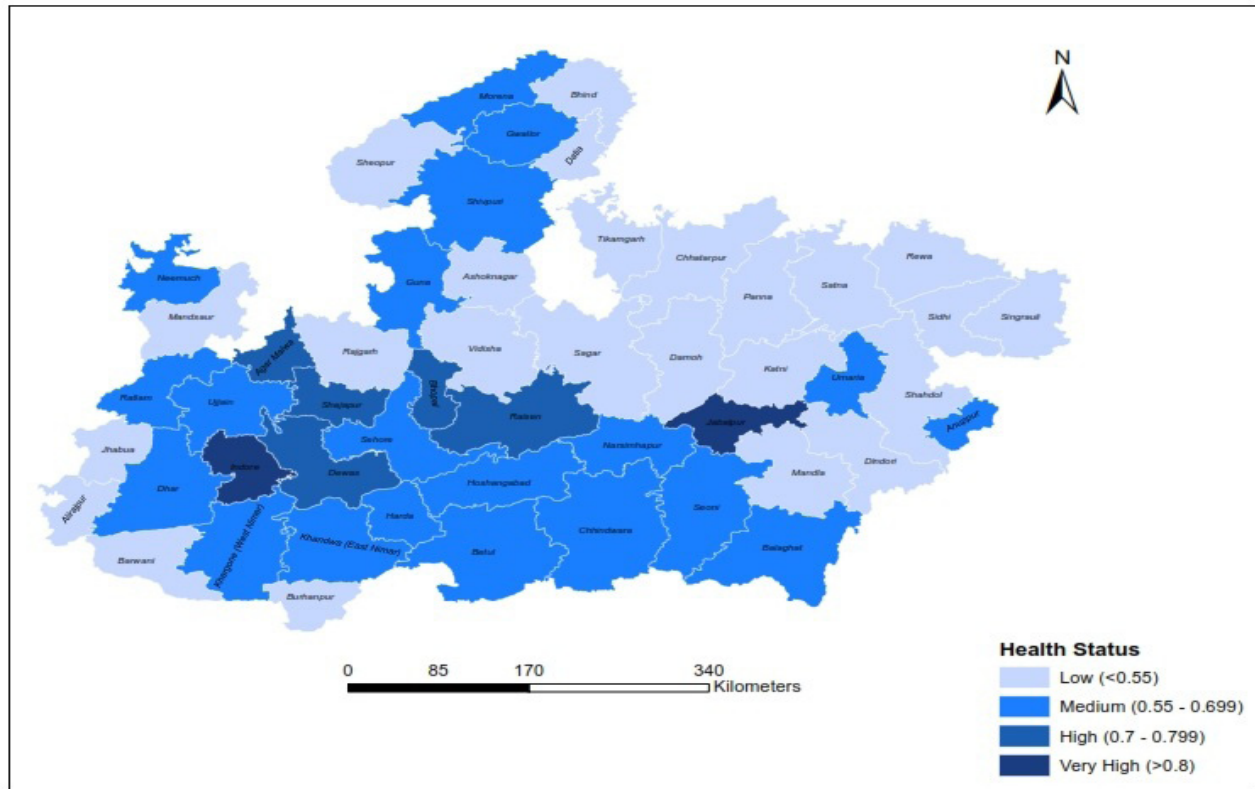 N
Morena
Bhind
Gwalior
Datia
Sheopur
Shivpuri
Tikamgarh
Chhatarpur
Rewa
Neemuch
Guna
Ashoknagar
Panna
Satna
Sidhi
Singrauli
Mandsaur
Rajgarh
Vidisha
Sagar
Damoh
Katni
Umaria
Agar Malwa
Bhopal
Shahdol
Ratlam
Ujjain
Shajapur
Raisen
Jabalpur
Anuppur
Jhabua
Indore
Sehore
Narsimhapur
Dewas
Mandla
Dindori
Dhar
Hoshangabad
Alirajpur
Harda
Chhindwara
Seoni
Khargone (West Nimar)
Khandwa (East Nimar)
Betul
Balaghat
Barwani
Burhanpur
0 85 170 340
Kilometers
Health Status
Low (<0.55)
Medium (0.55 - 0.699)
High (0.7 - 0.799)
Very High (>0.8)